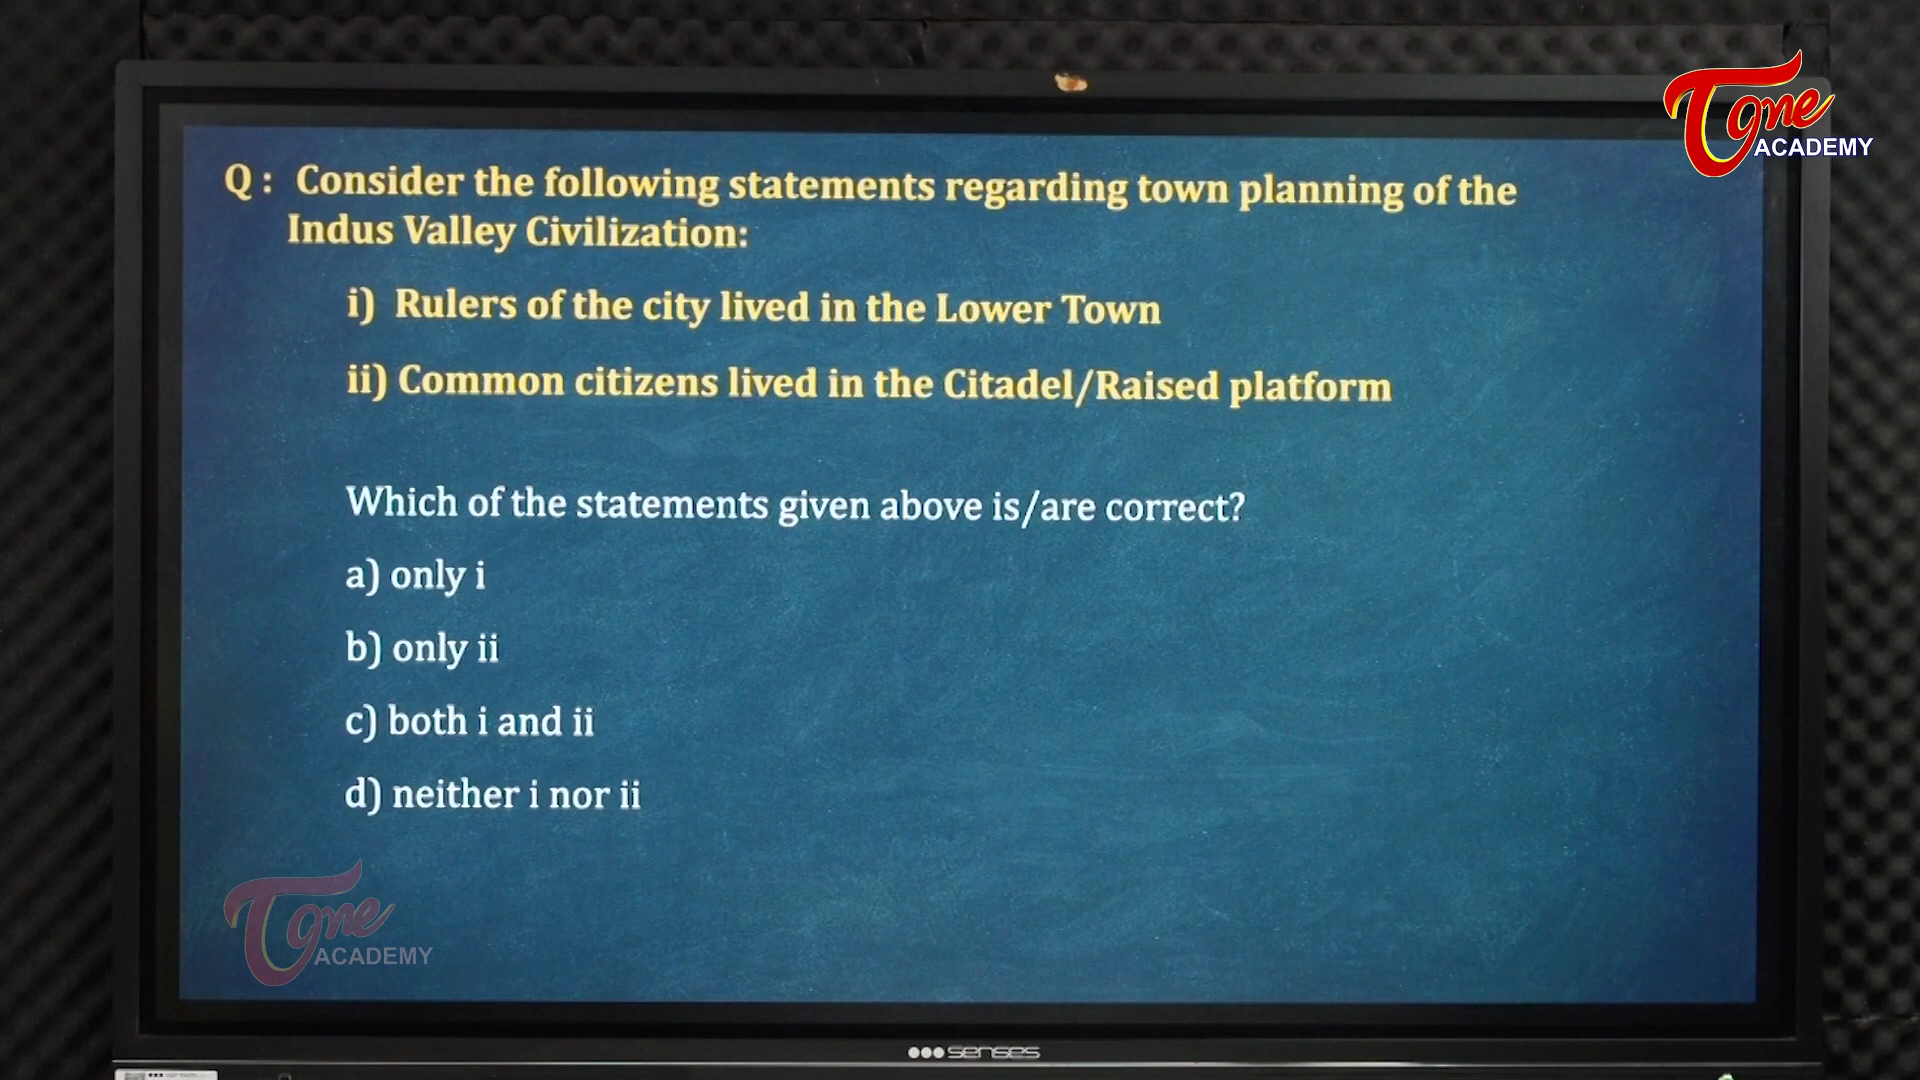 Tone
ACADEMY
Q : Consider the following statements regarding town planning of the
Indus Valley Civilization:
i) Rulers of the city lived in the Lower Town
ii) Common citizens lived in the Citadel/Raised platform
Which of the statements given above is/are correct?
a) only i
b) only ii
c) both i and ii
d) neither i nor ii
Tone
ACADEMY
senses